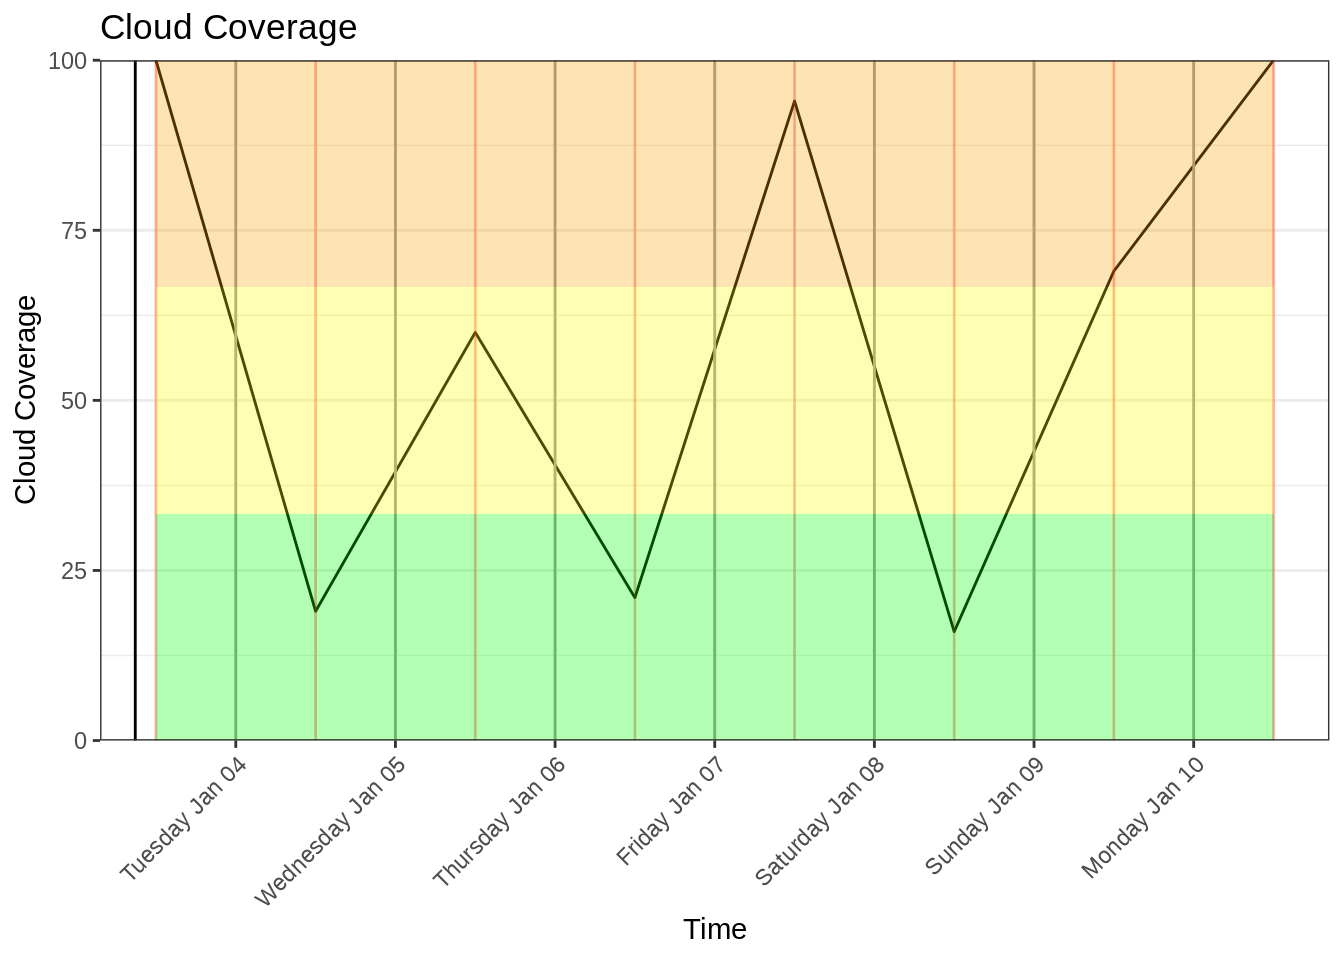 Cloud Coverage
100
75
50
25
0
Cloud Coverage
Tuesday Jan 04
Wednesday Jan 05
Thursday Jan 06
Friday Jan 07
Saturday Jan 08
Sunday Jan 09
Monday Jan 10
Time